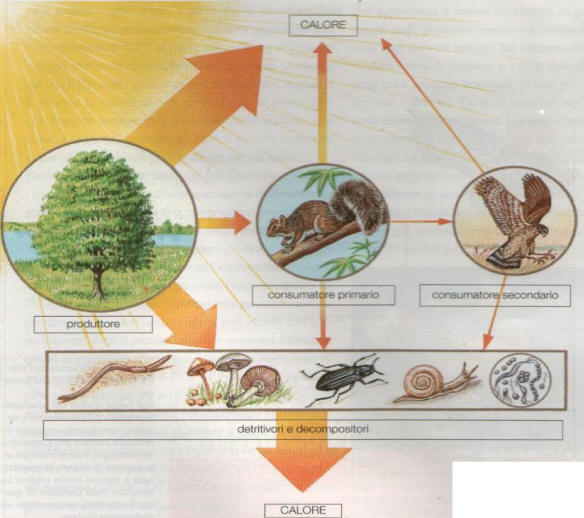 CALORE
consumatore primario
consumatore secondario
produttore
detritivori e decompositori
CALORE